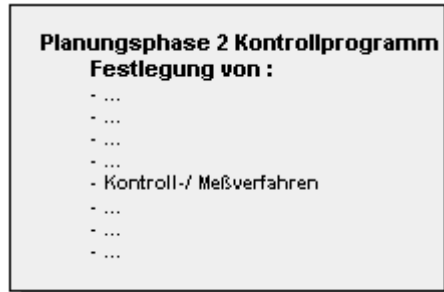 Planungsphase 2 Kontrollprogramm
Festlegung von :
- ...
- ...
- ...
- ...
- Kontroll-/ Meßverfahren
- ...
- ...
- ...